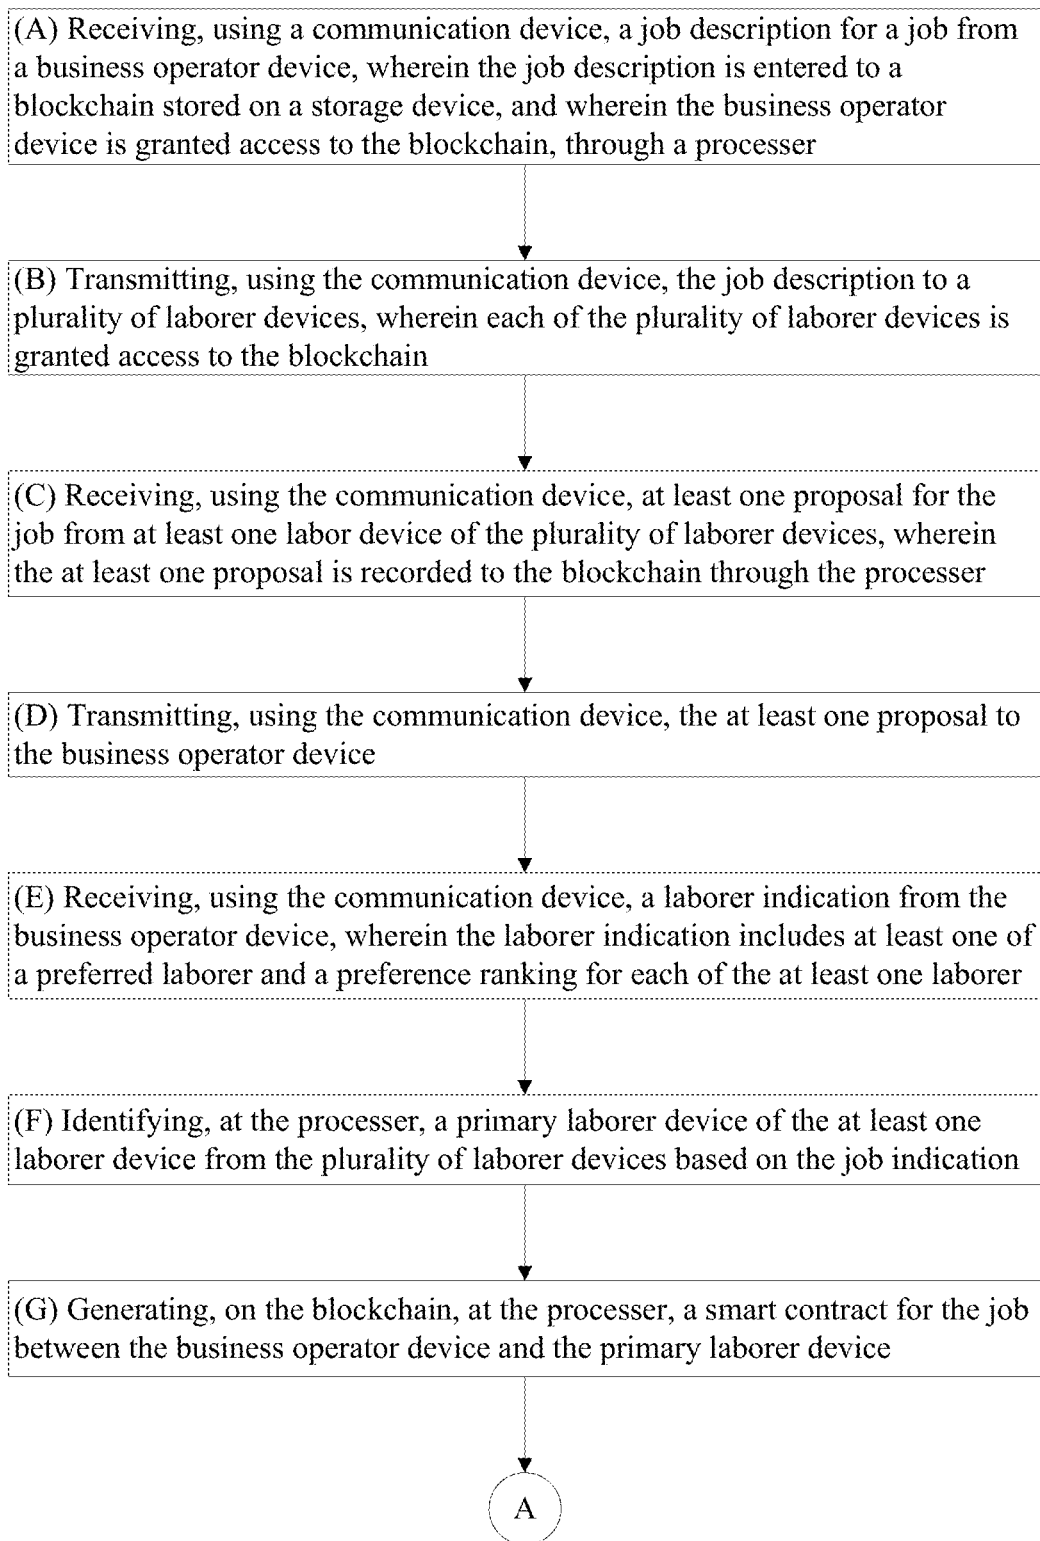 (A) Receiving, using a communication device, a job description for a job from
a business operator device, wherein the job description is entered to a
blockchain stored on a storage device, and wherein the business operator
device is granted access to the blockchain, through a processer
(B) Transmitting, using the communication device, the job description to a
plurality of laborer devices, wherein each of the plurality of laborer devices is
granted access to the blockchain
(C) Receiving, using the communication device, at least one proposal for the
job from at least one labor device of the plurality of laborer devices, wherein
the at least one proposal is recorded to the blockchain through the processer
(D) Transmitting, using the communication device, the at least one proposal to
the business operator device
(E) Receiving, using the communication device, a laborer indication from the
business operator device, wherein the laborer indication includes at least one of
a preferred laborer and a preference ranking for each of the at least one laborer
(F) Identifying, at the processer, a primary laborer device of the at least one
laborer device from the plurality of laborer devices based on the job indication
(G) Generating, on the blockchain, at the processer, a smart contract for the job
between the business operator device and the primary laborer device
A